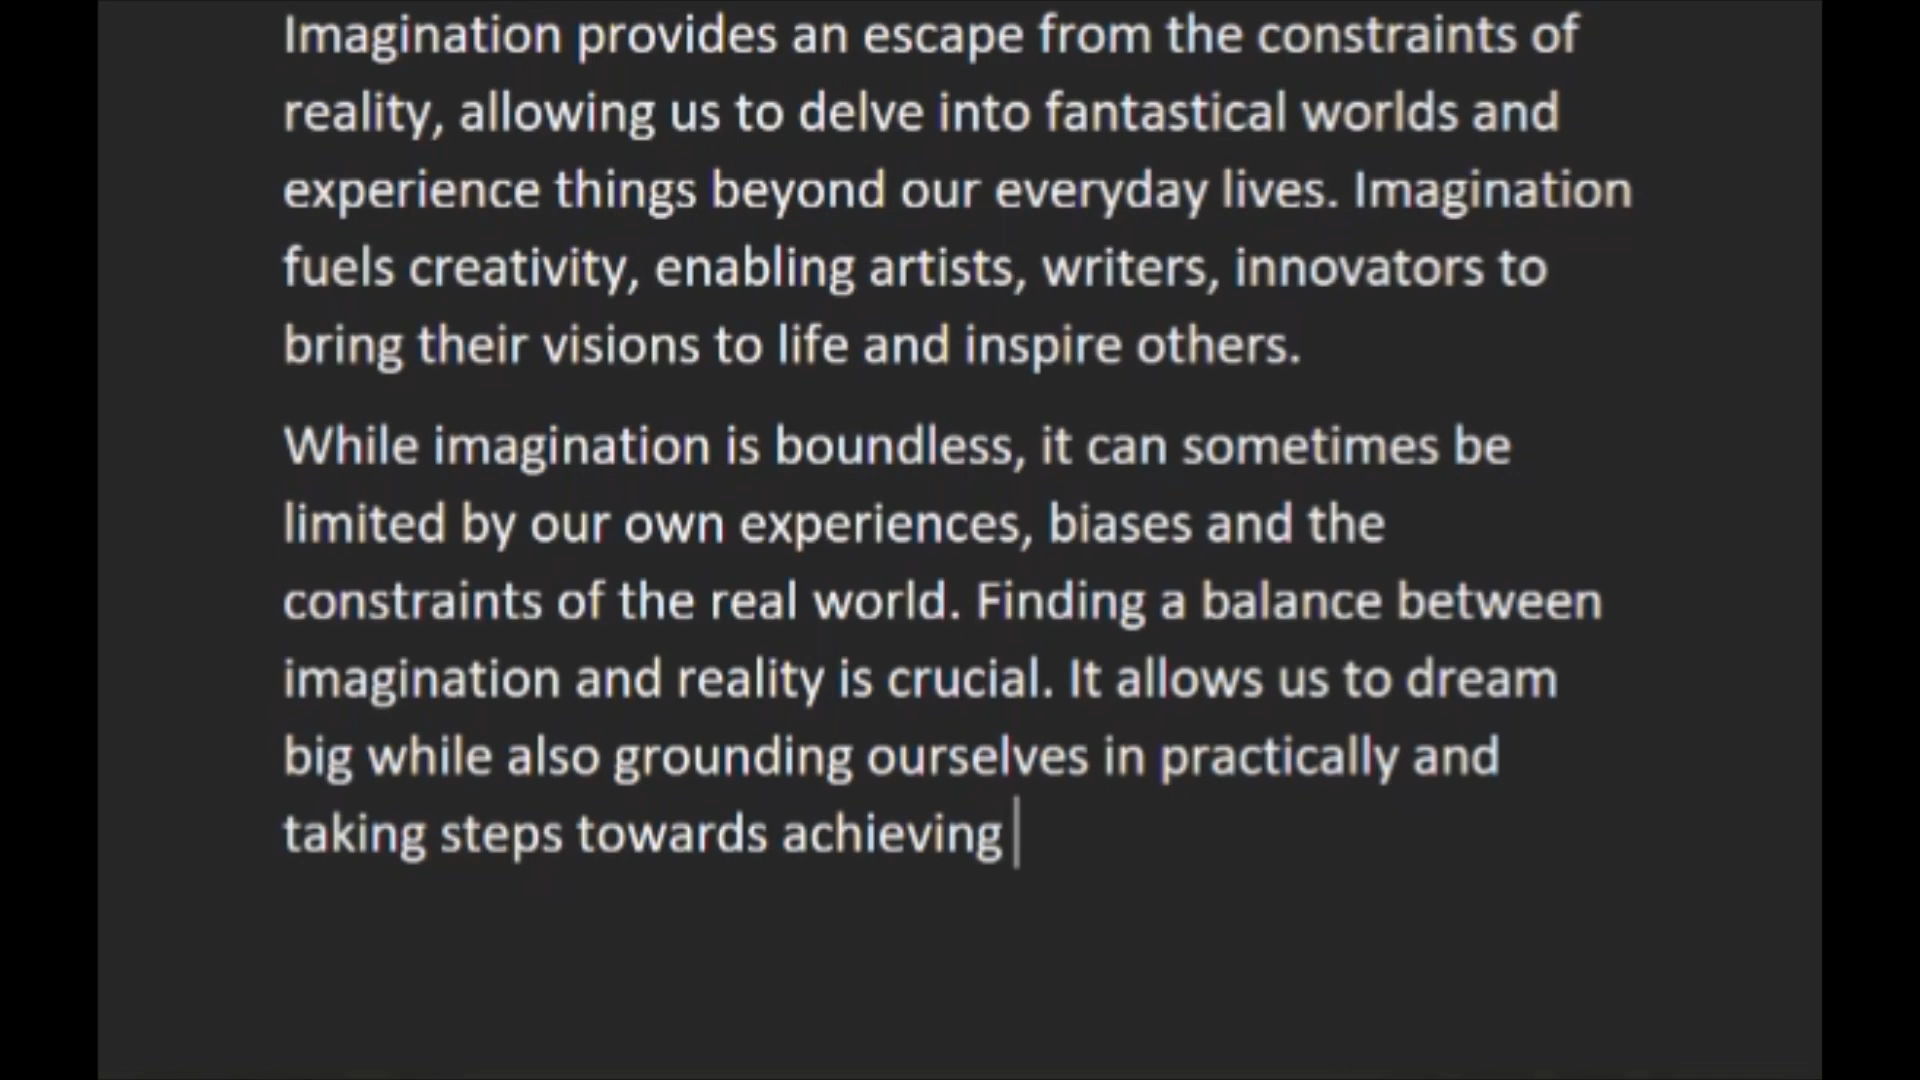 Imagination provides an escape from the constraints of
reality, allowing us to delve into fantastical worlds and
experience things beyond our everyday lives. Imagination
fuels creativity, enabling artists, writers, innovators to
bring their visions to life and inspire others.
While imagination is boundless, it can sometimes be
limited by our own experiences, biases and the
constraints of the real world. Finding a balance between
imagination and reality is crucial. It allows us to dream
big while also grounding ourselves in practically and
taking steps towards achieving